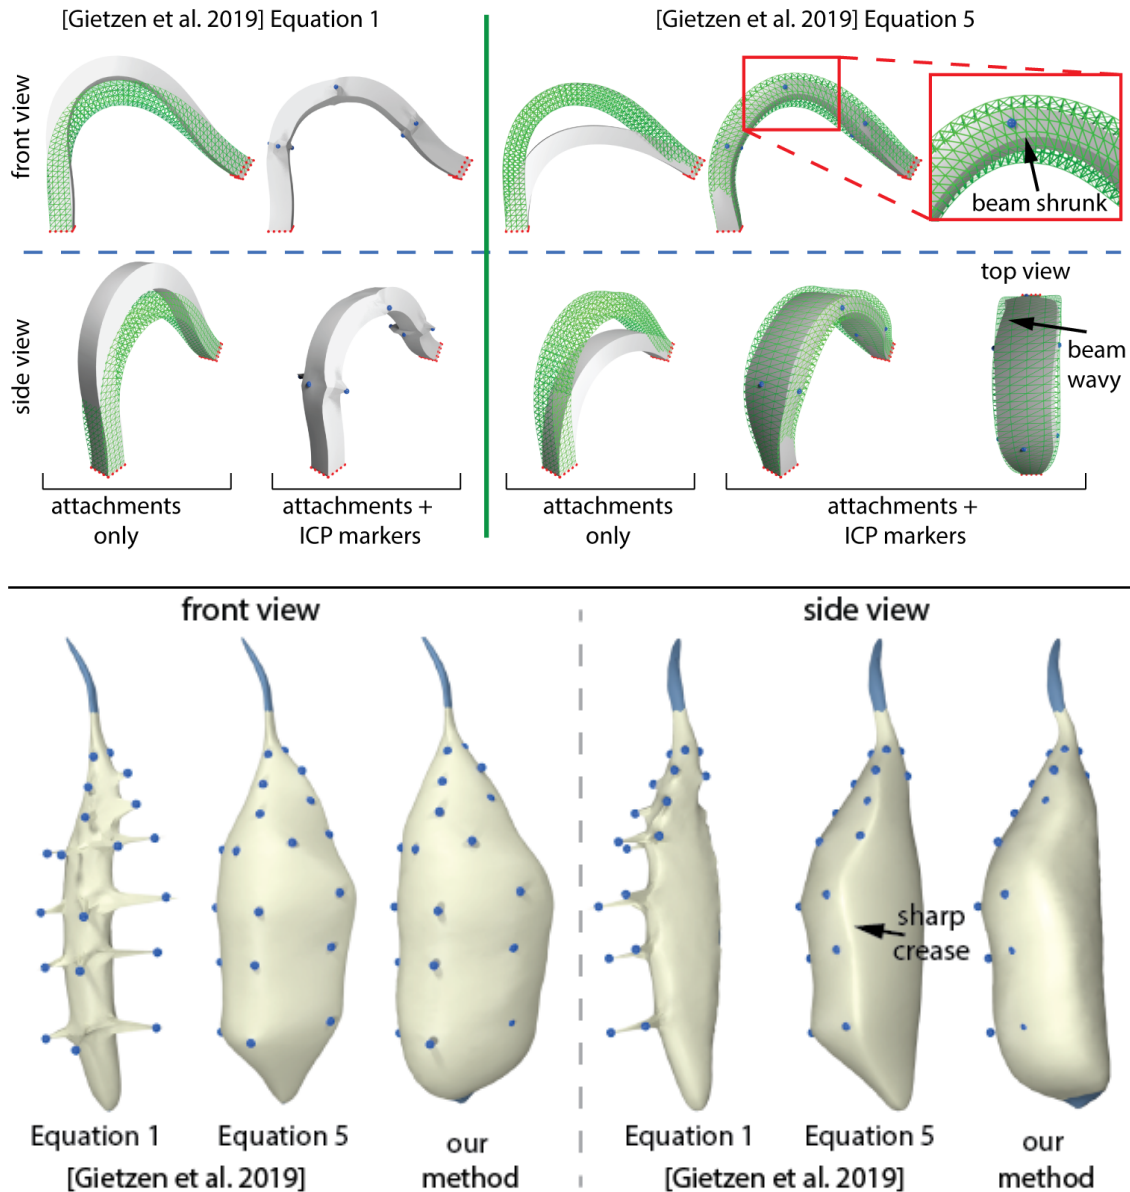 [Gietzen et al. 2019] Equation 1
[Gietzen et al. 2019] Equation 5
front view
beam shrunk
side view
top view
beam
wavy
attachments
only
attachments +
ICP markers
attachments
only
attachments +
ICP markers
front view
side view
sharp
crease
Equation 1
Equation 5
our
method
[Gietzen et al. 2019]
Equation 1
Equation 5
our
method
[Gietzen et al. 2019]